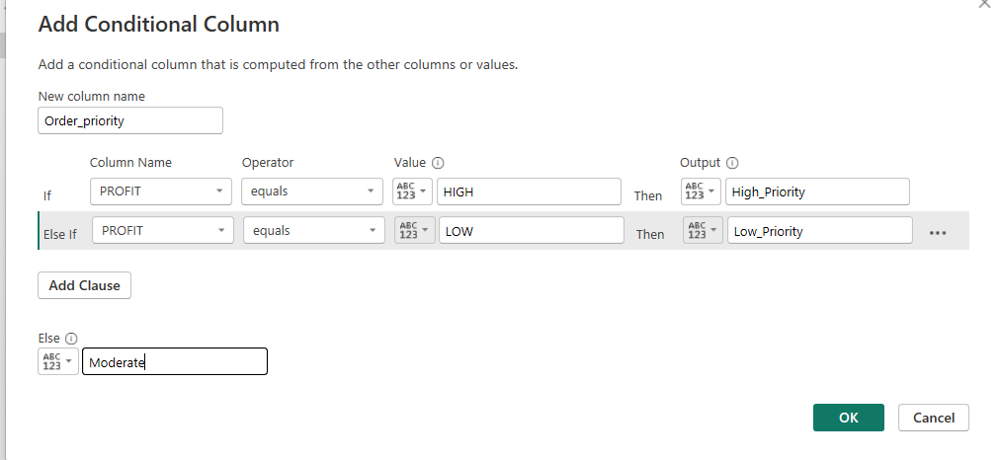 Add Conditional Column
Add a conditional column that is computed from the other columns or values.
New column name
Order_priority
Column Name Operator Value Output
If PROFIT equals ABC 123 HIGH Then ABC 123 High_Priority
Else If PROFIT equals ABC 123 LOW Then ABC 123 Low_Priority ...
Add Clause
Else
ABC 123 Moderate
OK Cancel